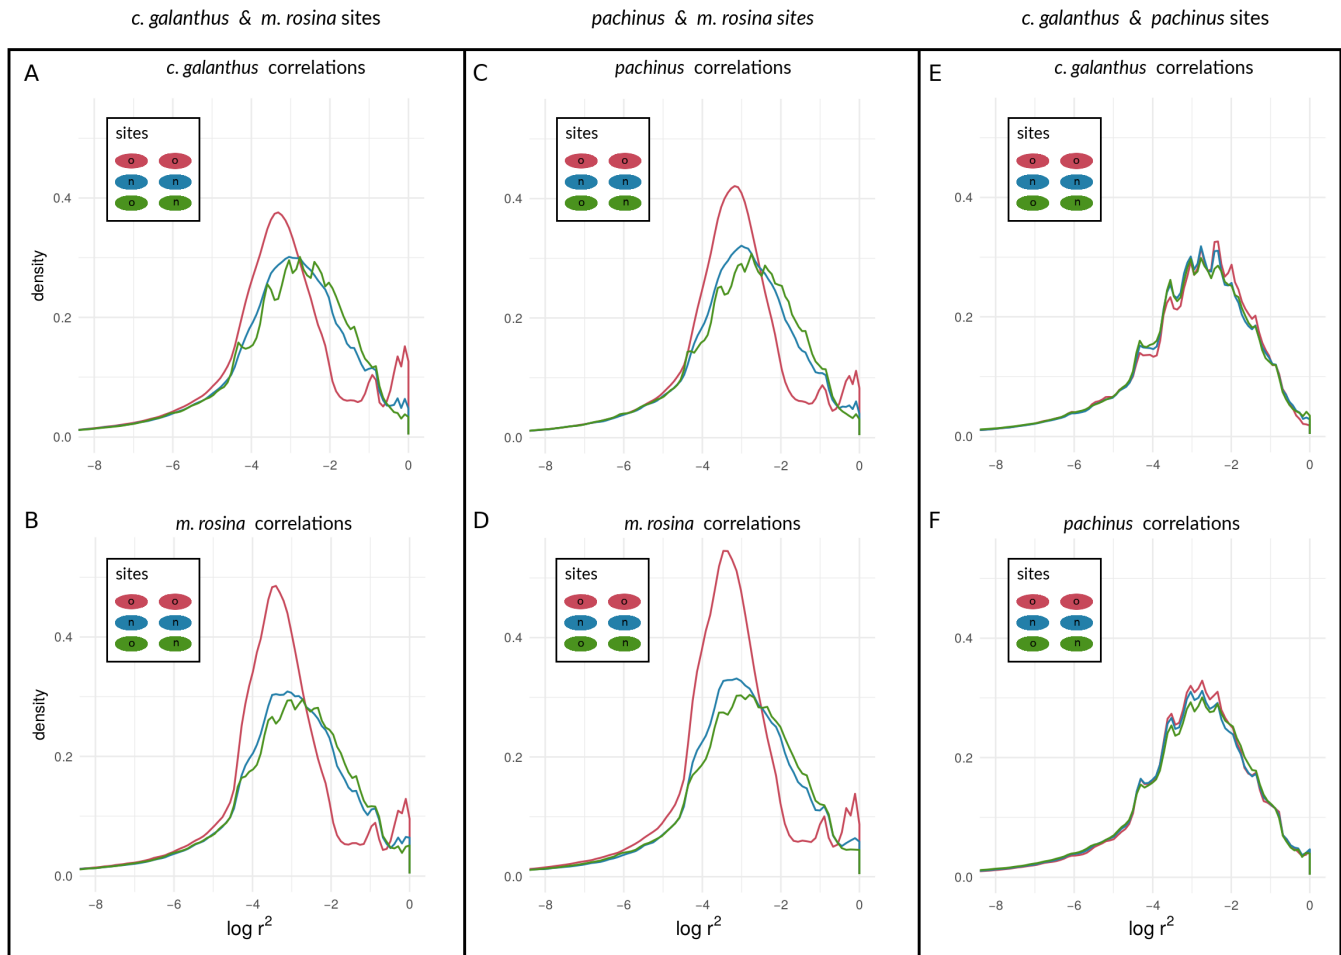 c. galanthus & m. rosina sites
pachinus & m. rosina sites
c. galanthus & pachinus sites
A
c. galanthus correlations
sites
o o
n n
o n
density
0.4
0.2
0.0
−8 −6 −4 −2 0
C
pachinus correlations
sites
o o
n n
o n
0.4
0.2
0.0
−8 −6 −4 −2 0
E
c. galanthus correlations
sites
o o
n n
o n
0.4
0.2
0.0
−8 −6 −4 −2 0
B
m. rosina correlations
sites
o o
n n
o n
density
0.4
0.2
0.0
−8 −6 −4 −2 0
log r²
D
m. rosina correlations
sites
o o
n n
o n
0.4
0.2
0.0
−8 −6 −4 −2 0
log r²
F
pachinus correlations
sites
o o
n n
o n
0.4
0.2
0.0
−8 −6 −4 −2 0
log r²